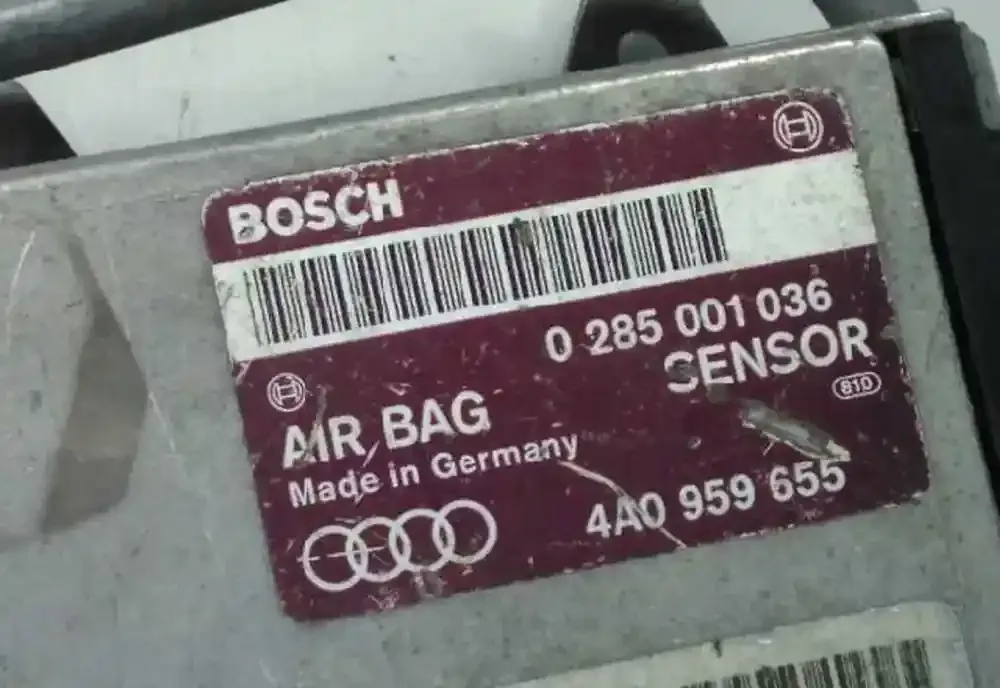 BOSCH
0 285 001 036
SENSOR
810
AIR BAG
Made in Germany
4A0 959 655